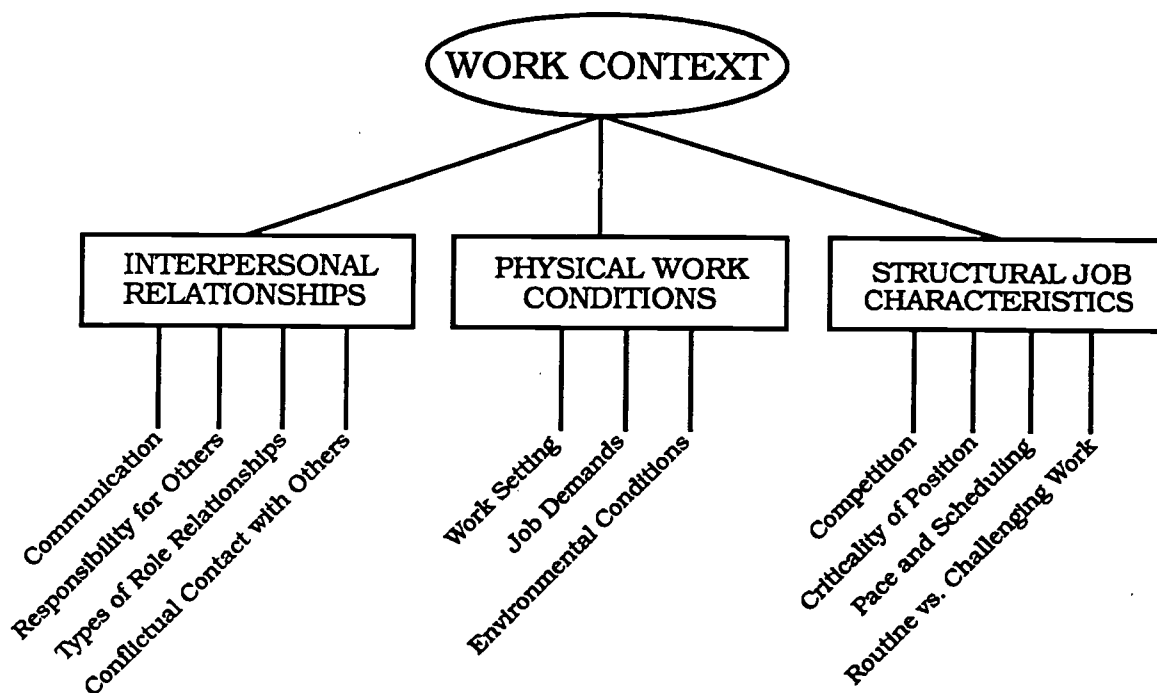 WORK CONTEXT
INTERPERSONAL
RELATIONSHIPS
PHYSICAL WORK
CONDITIONS
STRUCTURAL JOB
CHARACTERISTICS
Communication
Responsibility for Others
Types of Role Relationships
Conflictual Contact with Others
Work Setting
Job Demands
Environmental Conditions
Competition
Criticality of Position
Pace and Scheduling
Routine vs. Challenging Work